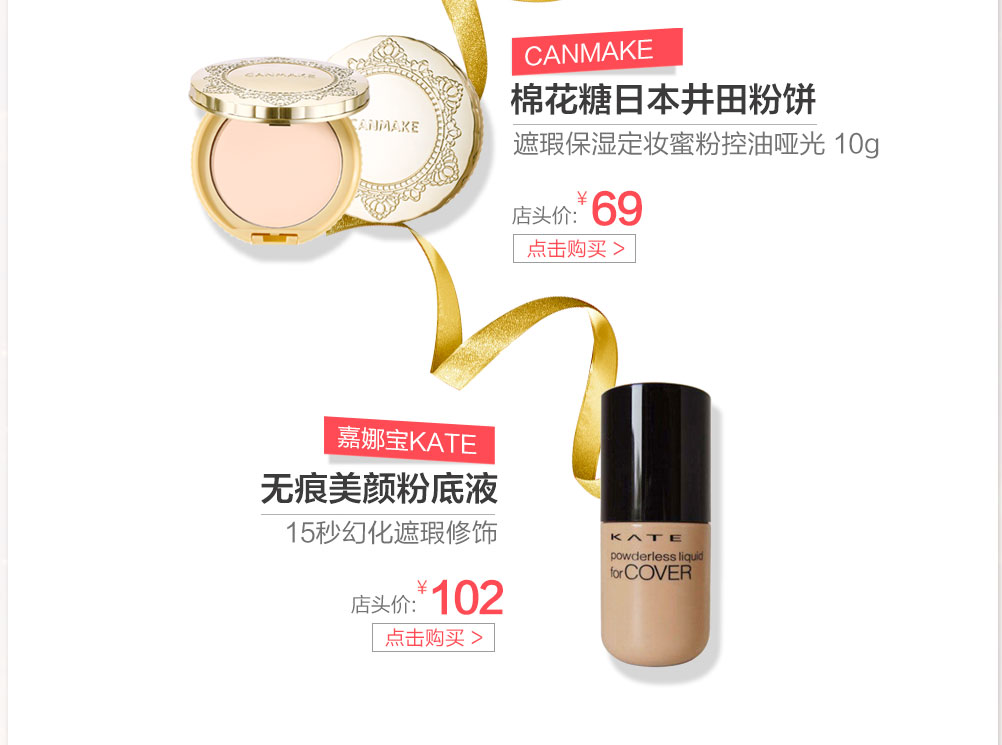 CANMAKE
CANMAKE
CANMAKE
棉花糖日本井田粉饼
遮瑕保湿定妆蜜粉控油哑光 10g
店头价:¥69
点击购买 >
嘉娜宝KATE
无痕美颜粉底液
15秒幻化遮瑕修饰
店头价:¥102
点击购买 >
KATE
powderless liquid
for COVER